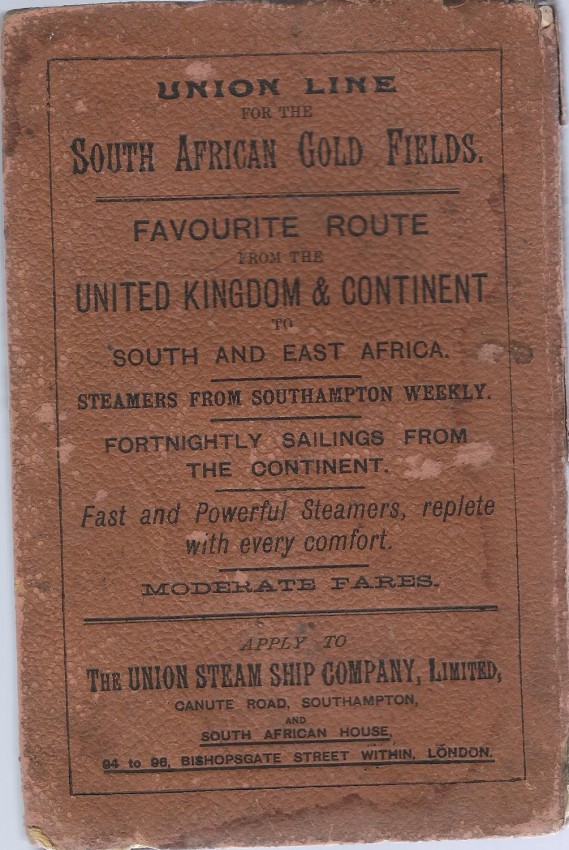 UNION LINE
FOR THE
SOUTH AFRICAN GOLD FIELDS.
FAVOURITE ROUTE
FROM THE
UNITED KINGDOM & CONTINENT
TO
SOUTH AND EAST AFRICA.
STEAMERS FROM SOUTHAMPTON WEEKLY.
FORTNIGHTLY SAILINGS FROM
THE CONTINENT.
Fast and Powerful Steamers, replete
with every comfort.
MODERATE FARES.
APPLY TO
THE UNION STEAM SHIP COMPANY, LIMITED,
CANUTE ROAD, SOUTHAMPTON,
AND
SOUTH AFRICAN HOUSE,
94 to 96, BISHOPSGATE STREET WITHIN, LONDON.